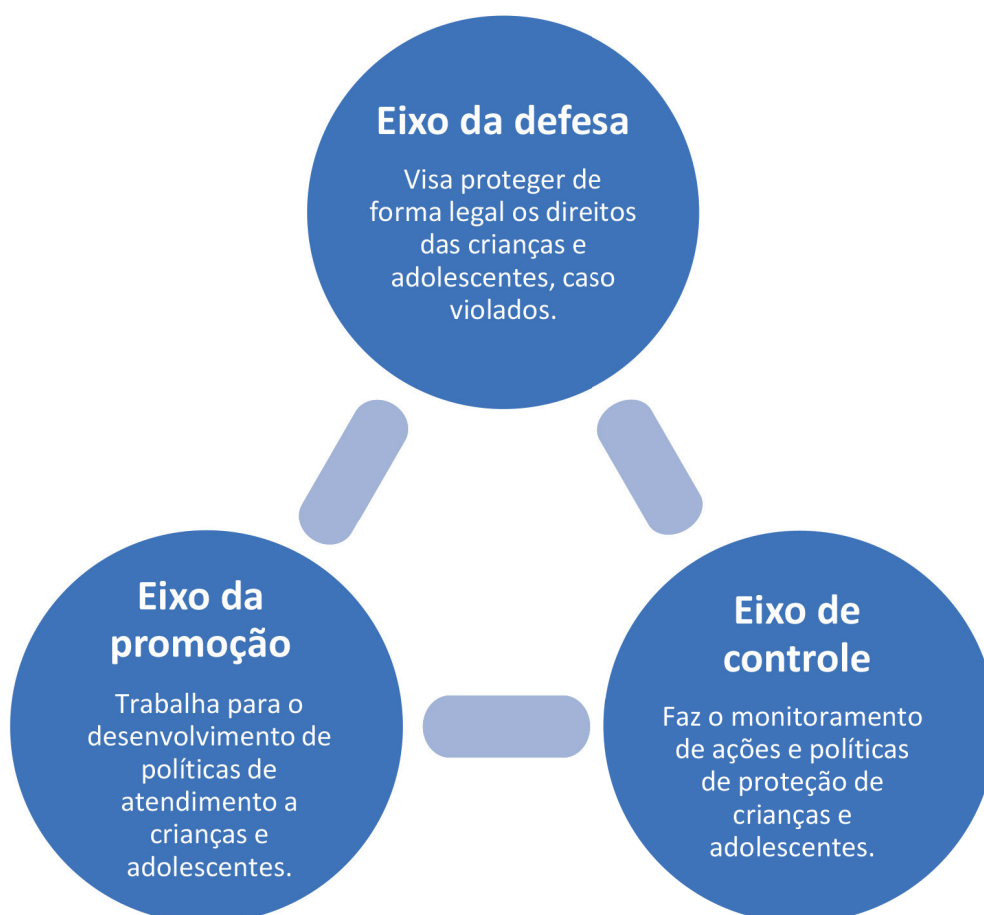 Eixo da defesa
Visa proteger de
forma legal os direitos
das crianças e
adolescentes, caso
violados.
Eixo da
promoção
Trabalha para o
desenvolvimento de
políticas de
atendimento a
crianças e
adolescentes.
Eixo de
controle
Faz o monitoramento
de ações e políticas
de proteção de
crianças e
adolescentes.